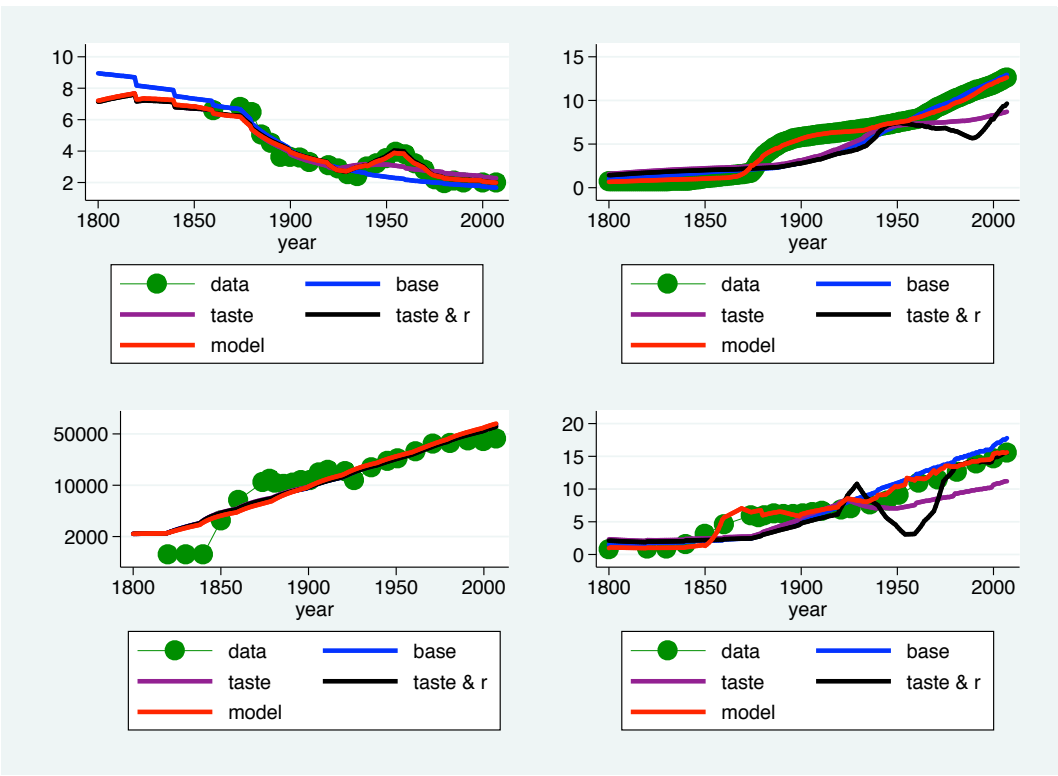 10
8
6
4
2
1800 1850 1900 1950 2000
year
data base
taste taste & r
model
15
10
5
0
1800 1850 1900 1950 2000
year
data base
taste taste & r
model
50000
10000
2000
1800 1850 1900 1950 2000
year
data base
taste taste & r
model
20
15
10
5
0
1800 1850 1900 1950 2000
year
data base
taste taste & r
model